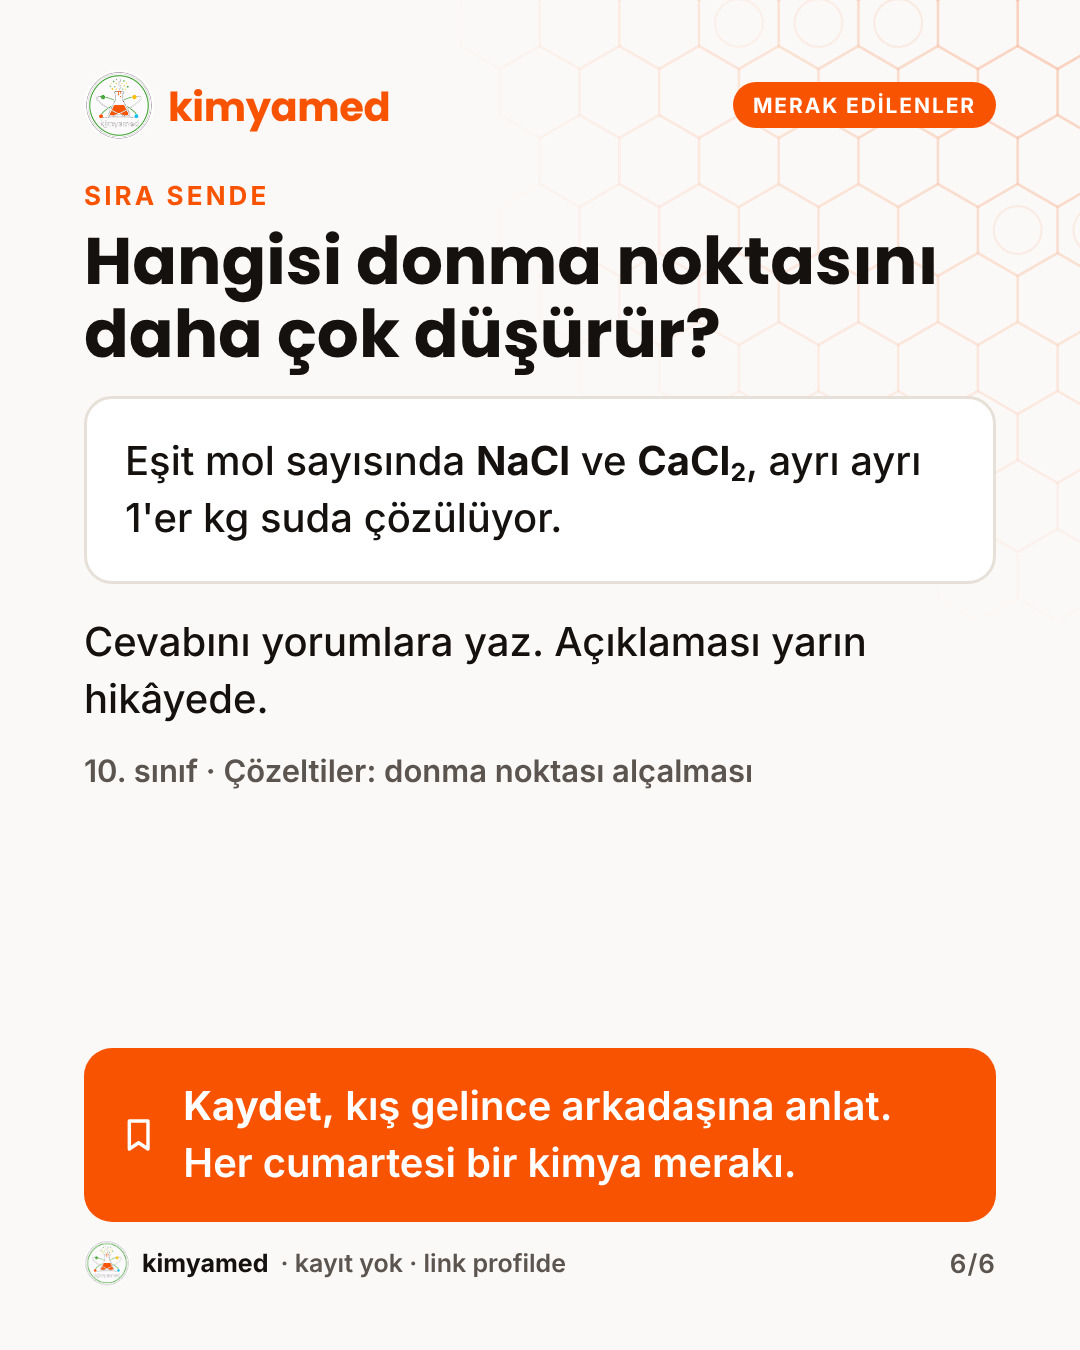 kimyamed
MERAK EDİLENLER
SIRA SENDE
Hangisi donma noktasını
daha çok düşürür?
Eşit mol sayısında NaCl ve CaCl₂, ayrı ayrı
1'er kg suda çözülüyor.
Cevabını yorumlara yaz. Açıklaması yarın
hikâyede.
10. sınıf · Çözeltiler: donma noktası alçalması
Kaydet, kış gelince arkadaşına anlat.
Her cumartesi bir kimya merakı.
kimyamed · kayıt yok · link profilde
6/6